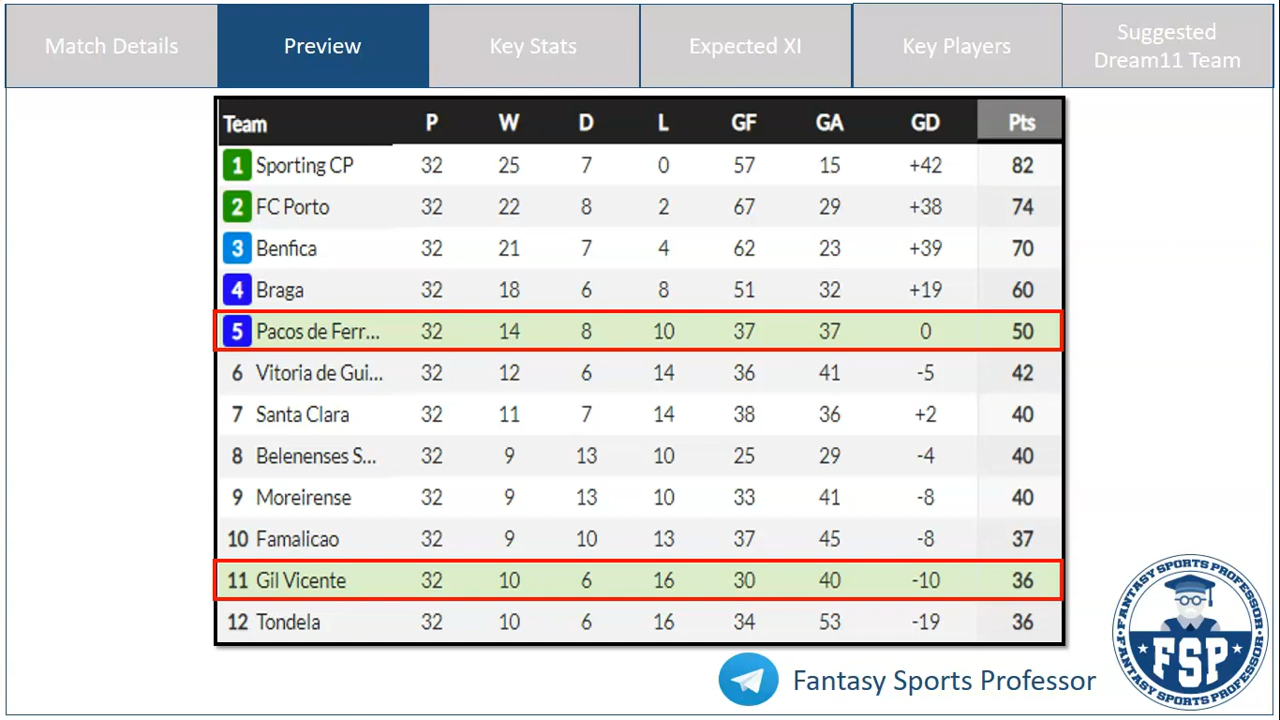 Match Details
Preview
Key Stats
Expected XI
Key Players
Suggested
Dream11 Team
Team P W D L GF GA GD Pts
1 Sporting CP 32 25 7 0 57 15 +42 82
2 FC Porto 32 22 8 2 67 29 +38 74
3 Benfica 32 21 7 4 62 23 +39 70
4 Braga 32 18 6 8 51 32 +19 60
5 Pacos de Ferr... 32 14 8 10 37 37 0 50
6 Vitoria de Gui... 32 12 6 14 36 41 -5 42
7 Santa Clara 32 11 7 14 38 36 +2 40
8 Belenenses S... 32 9 13 10 25 29 -4 40
9 Moreirense 32 9 13 10 33 41 -8 40
10 Famalicao 32 9 10 13 37 45 -8 37
11 Gil Vicente 32 10 6 16 30 40 -10 36
12 Tondela 32 10 6 16 34 53 -19 36
Fantasy Sports Professor
FANTASY SPORTS PROFESSOR
FANTASY SPORTS PROFESSOR
FSP